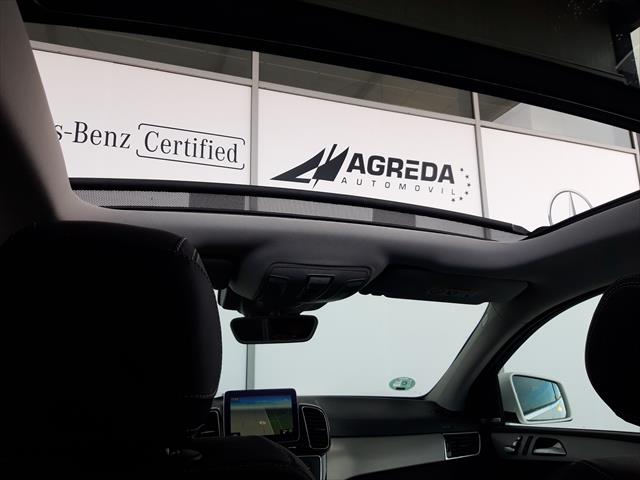 -Benz Certified
AGREDA
AUTOMOVIL